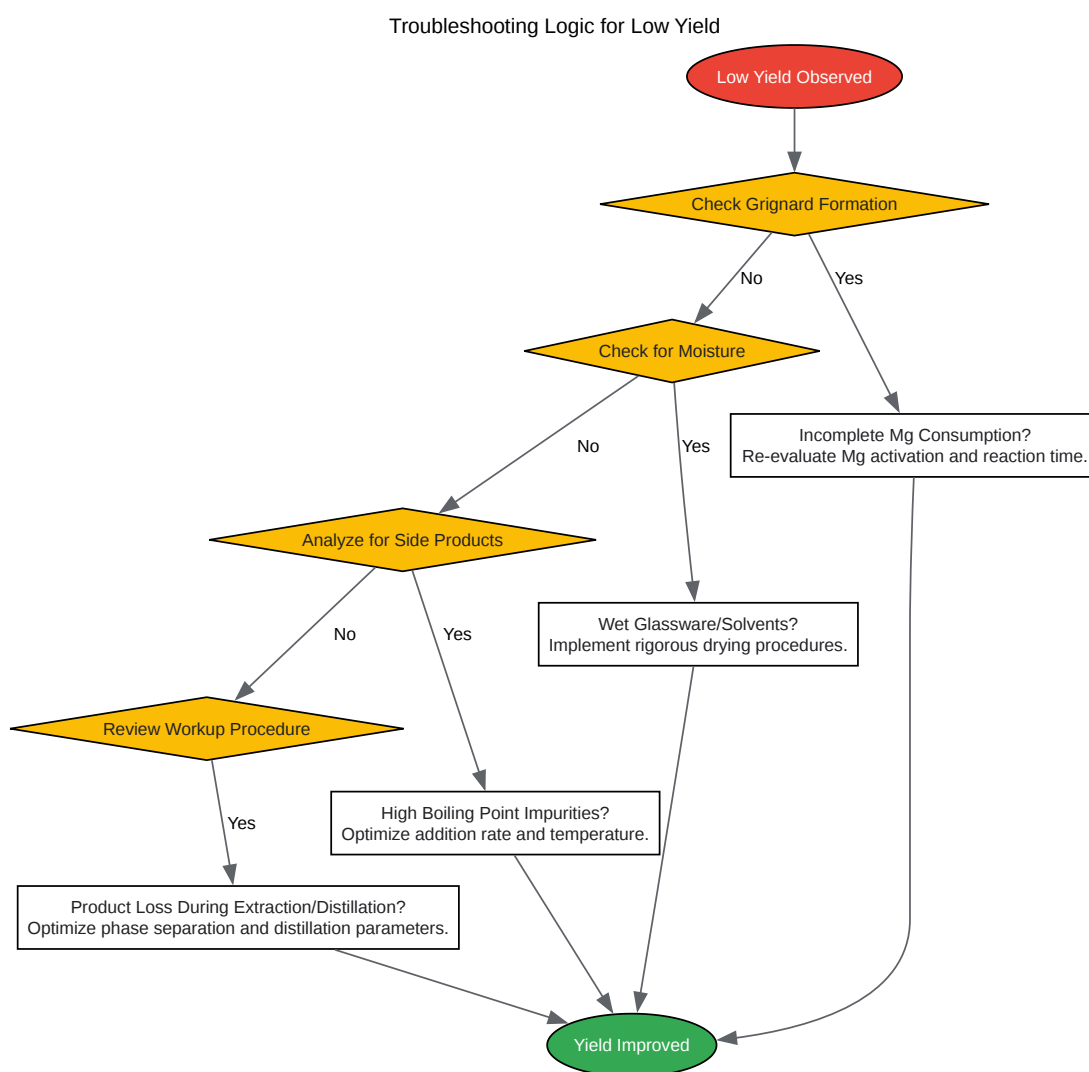 Troubleshooting Logic for Low Yield
Low Yield Observed
Check Grignard Formation
No
Yes
Check for Moisture
Incomplete Mg Consumption?
Re-evaluate Mg activation and reaction time.
No
Yes
Analyze for Side Products
Wet Glassware/Solvents?
Implement rigorous drying procedures.
No
Yes
Review Workup Procedure
High Boiling Point Impurities?
Optimize addition rate and temperature.
Yes
Product Loss During Extraction/Distillation?
Optimize phase separation and distillation parameters.
Yield Improved